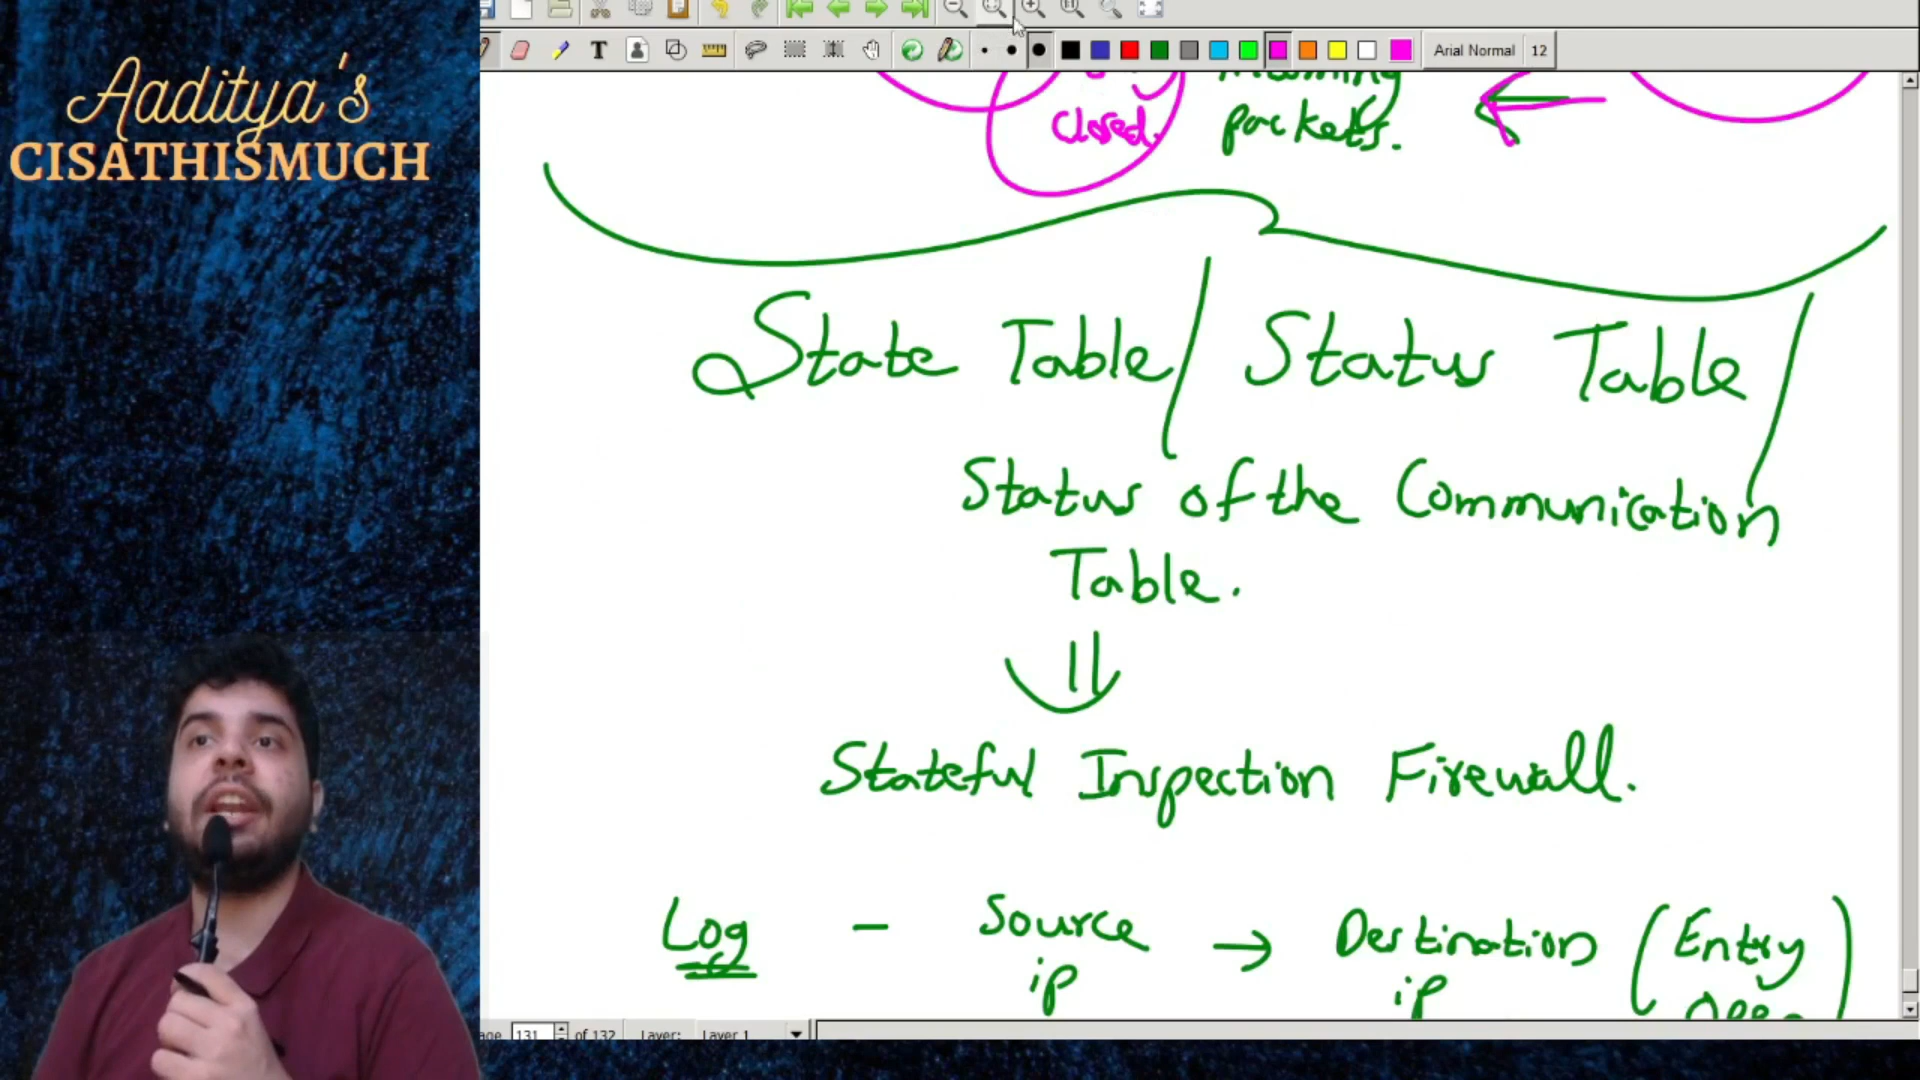 Aaditya's
CISATHISMUCH
Arial Normal 12
closed.
packets.
State Table / Status Table /
Status of the Communication
Table.
Stateful Inspection Firewall.
Log - Source → Destination (Entry
ip ip
131 of 132 Layer: Layer 1